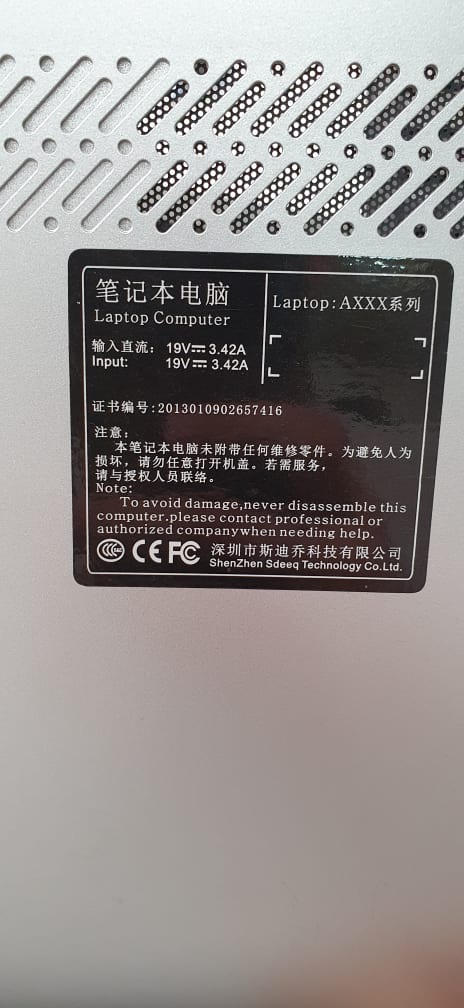 笔记本电脑
Laptop Computer
Laptop: AXXX系列
输入直流: 19V⎓3.42A
Input: 19V⎓3.42A
证书编号:2013010902657416
注意:
本笔记本电脑未附带任何维修零件。为避免人为
损坏，请勿任意打开机盖。若需服务，
请与授权人员联络。
Note:
To avoid damage,never disassemble this
computer.please contact professional or
authorized companywhen needing help.
CCC CE FC 深圳市斯迪乔科技有限公司
ShenZhen Sdeeq Technology Co.Ltd.